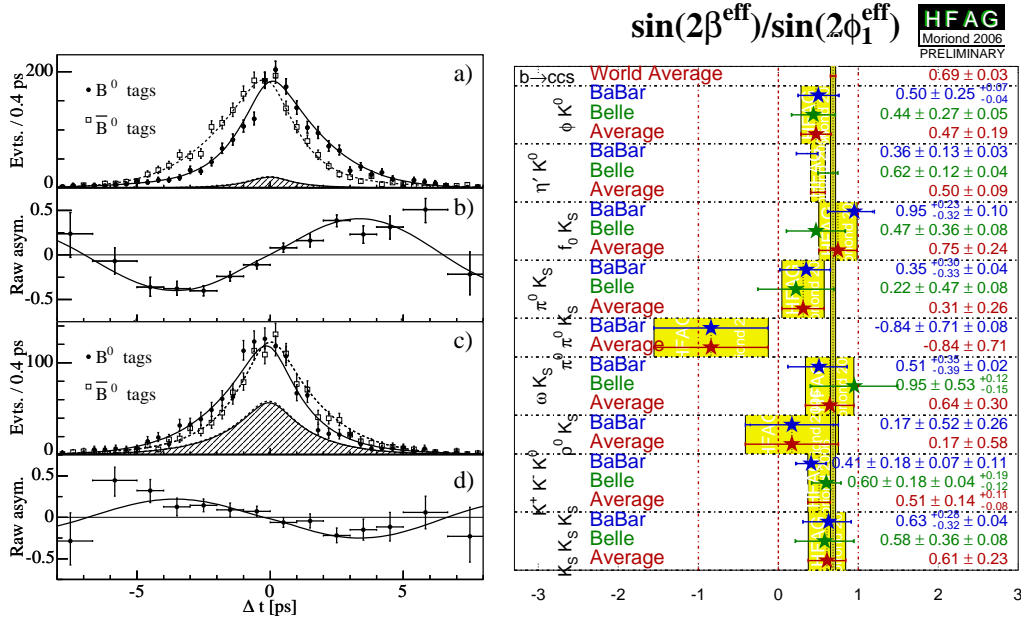 200
100
0
Evts. / 0.4 ps
a)
B⁰ tags
B̅⁰ tags
0.5
0
-0.5
Raw asym.
b)
120
80
40
0
Evts. / 0.4 ps
c)
B⁰ tags
B̅⁰ tags
0.5
0
-0.5
Raw asym.
d)
-5 0 5
Δ t [ps]
sin(2β^eff)/sin(2ϕ₁^eff)
HFAG
Moriond 2006
PRELIMINARY
b→ccs World Average 0.69 ± 0.03
φ K⁰
BaBar 0.50 ± 0.25 +0.07 -0.04
Belle 0.44 ± 0.27 ± 0.05
Average 0.47 ± 0.19
η′ K⁰
BaBar 0.36 ± 0.13 ± 0.03
Belle 0.62 ± 0.12 ± 0.04
Average 0.50 ± 0.09
f₀ K_S
BaBar 0.95 +0.23 -0.32 ± 0.10
Belle 0.47 ± 0.36 ± 0.08
Average 0.75 ± 0.24
π⁰ K_S
BaBar 0.35 +0.30 -0.33 ± 0.04
Belle 0.22 ± 0.47 ± 0.08
Average 0.31 ± 0.26
π⁰ π⁰ K_S
BaBar -0.84 ± 0.71 ± 0.08
Average -0.84 ± 0.71
ω K_S
BaBar 0.51 +0.35 -0.39 ± 0.02
Belle 0.95 ± 0.53 +0.12 -0.15
Average 0.64 ± 0.30
ρ⁰ K_S
BaBar 0.17 ± 0.52 ± 0.26
Average 0.17 ± 0.58
K⁺ K⁻ K⁰
BaBar 0.41 ± 0.18 ± 0.07 ± 0.11
Belle 0.60 ± 0.18 ± 0.04 +0.19 -0.12
Average 0.51 ± 0.14 +0.11 -0.08
K_S K_S K_S
BaBar 0.63 +0.28 -0.32 ± 0.04
Belle 0.58 ± 0.36 ± 0.08
Average 0.61 ± 0.23
-3 -2 -1 0 1 2 3